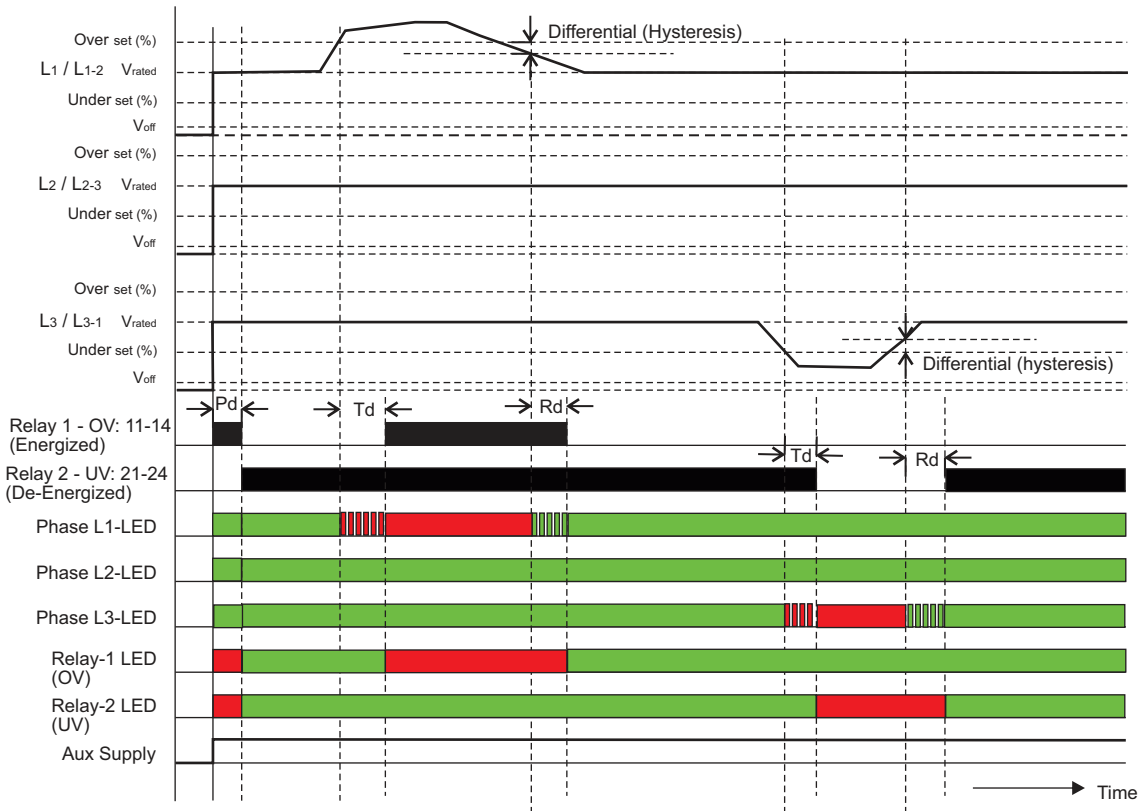 Differential (Hysteresis)
Over set (%)
L1 / L1-2 Vrated
Under set (%)
Voff
Over set (%)
L2 / L2-3 Vrated
Under set (%)
Voff
Over set (%)
L3 / L3-1 Vrated
Under set (%)
Voff
Differential (hysteresis)
Pd
Td
Rd
Relay 1 - OV: 11-14
(Energized)
Td
Rd
Relay 2 - UV: 21-24
(De-Energized)
Phase L1-LED
Phase L2-LED
Phase L3-LED
Relay-1 LED
(OV)
Relay-2 LED
(UV)
Aux Supply
Time